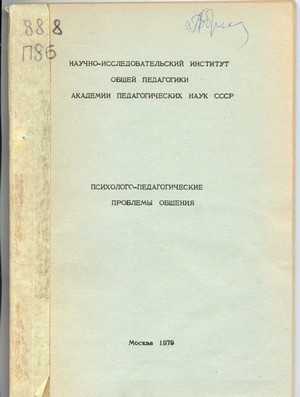 88.8
П86
НАУЧНО-ИССЛЕДОВАТЕЛЬСКИЙ ИНСТИТУТ
ОБЩЕЙ ПЕДАГОГИКИ
АКАДЕМИИ ПЕДАГОГИЧЕСКИХ НАУК СССР
ПСИХОЛОГО-ПЕДАГОГИЧЕСКИЕ
ПРОБЛЕМЫ ОБЩЕНИЯ
Москва 1979